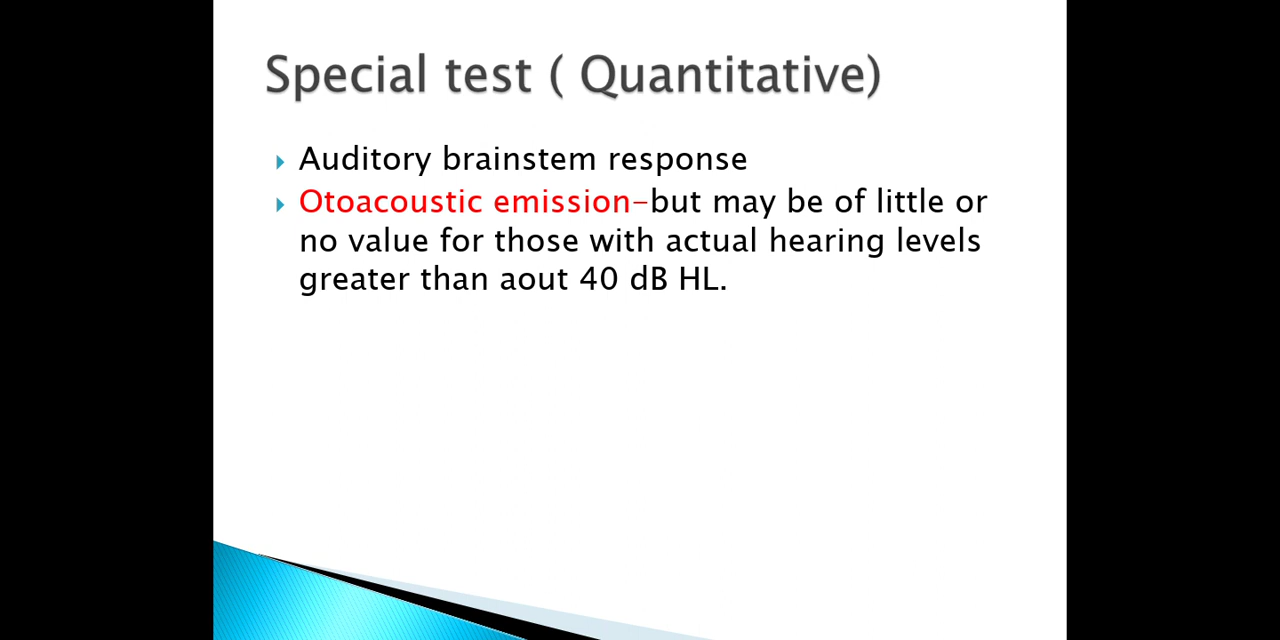 Special test ( Quantitative)
Auditory brainstem response
Otoacoustic emission-but may be of little or
no value for those with actual hearing levels
greater than aout 40 dB HL.